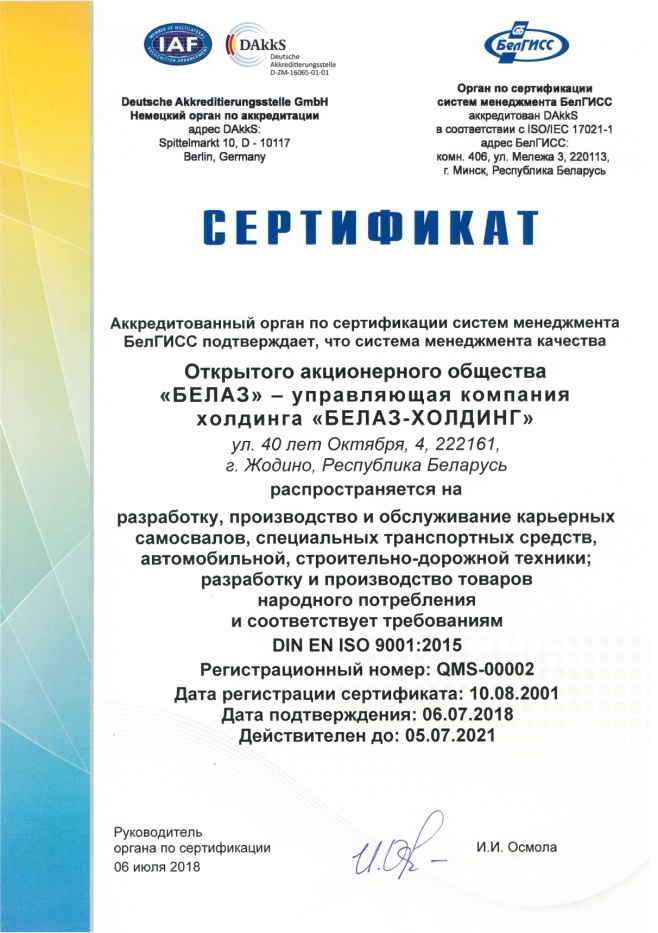 MEMBER OF MULTILATERAL
IAF
RECOGNITION ARRANGEMENT
DAkkS
Deutsche
Akkreditierungsstelle
D-ZM-16065-01-01
БелГИСС
Deutsche Akkreditierungsstelle GmbH
Немецкий орган по аккредитации
адрес DAkkS:
Spittelmarkt 10, D - 10117
Berlin, Germany
Орган по сертификации
систем менеджмента БелГИСС
аккредитован DAkkS
в соответствии с ISO/IEC 17021-1
адрес БелГИСС:
комн. 406, ул. Мележа 3, 220113,
г. Минск, Республика Беларусь
СЕРТИФИКАТ
Аккредитованный орган по сертификации систем менеджмента
БелГИСС подтверждает, что система менеджмента качества
Открытого акционерного общества
«БЕЛАЗ» – управляющая компания
холдинга «БЕЛАЗ-ХОЛДИНГ»
ул. 40 лет Октября, 4, 222161,
г. Жодино, Республика Беларусь
распространяется на
разработку, производство и обслуживание карьерных
самосвалов, специальных транспортных средств,
автомобильной, строительно-дорожной техники;
разработку и производство товаров
народного потребления
и соответствует требованиям
DIN EN ISO 9001:2015
Регистрационный номер: QMS-00002
Дата регистрации сертификата: 10.08.2001
Дата подтверждения: 06.07.2018
Действителен до: 05.07.2021
Руководитель
органа по сертификации
06 июля 2018
И.И. Осмола